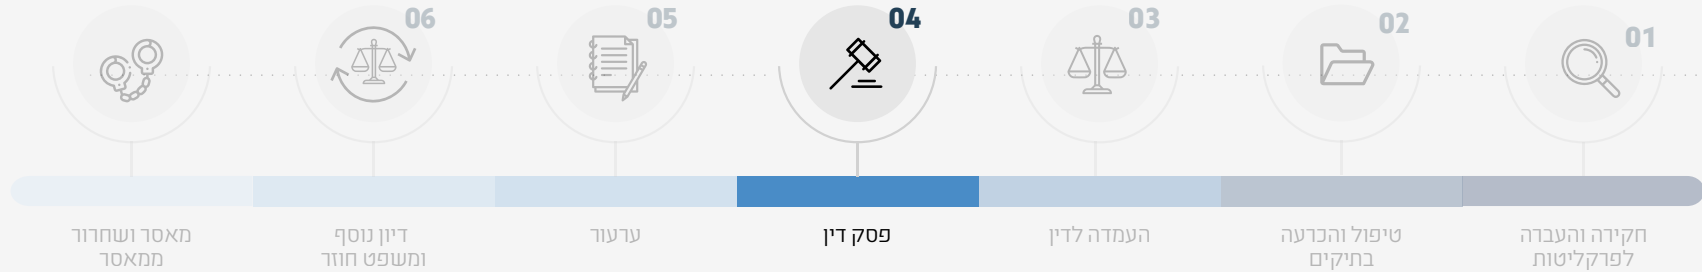 01
חקירה והעברה
לפרקליטות
02
טיפול והכרעה
בתיקים
03
העמדה לדין
04
פסק דין
05
ערעור
06
דיון נוסף
ומשפט חוזר
מאסר ושחרור
ממאסר